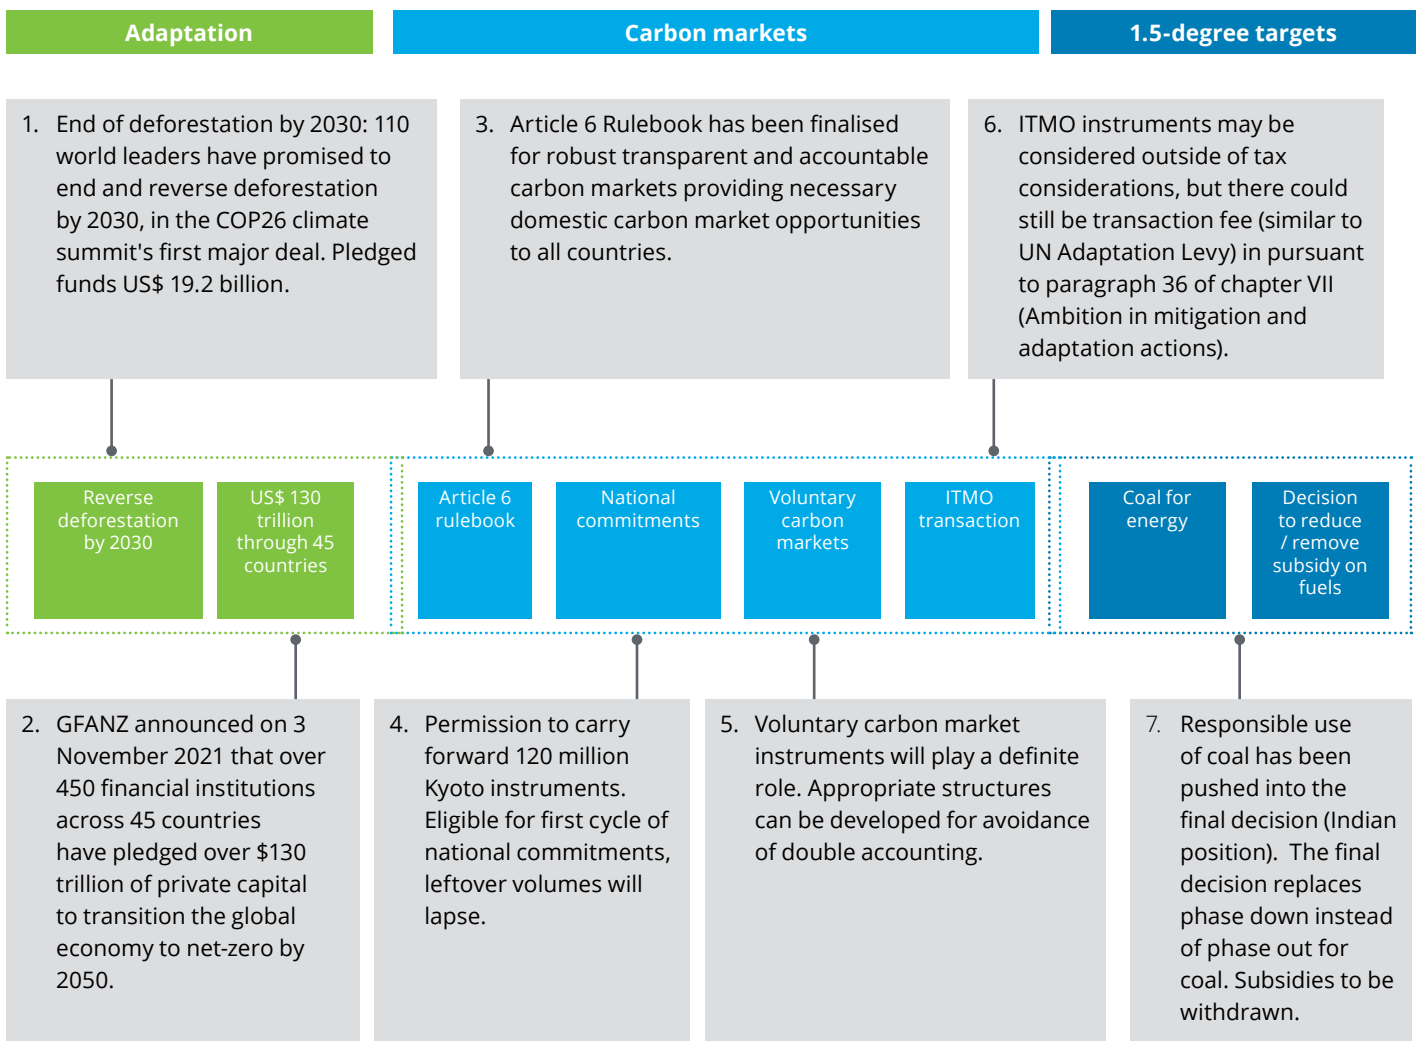 Adaptation
Carbon markets
1.5-degree targets
1. End of deforestation by 2030: 110
world leaders have promised to
end and reverse deforestation
by 2030, in the COP26 climate
summit's first major deal. Pledged
funds US$ 19.2 billion.
3. Article 6 Rulebook has been finalised
for robust transparent and accountable
carbon markets providing necessary
domestic carbon market opportunities
to all countries.
6. ITMO instruments may be
considered outside of tax
considerations, but there could
still be transaction fee (similar to
UN Adaptation Levy) in pursuant
to paragraph 36 of chapter VII
(Ambition in mitigation and
adaptation actions).
Reverse
deforestation
by 2030
US$ 130
trillion
through 45
countries
Article 6
rulebook
National
commitments
Voluntary
carbon
markets
ITMO
transaction
Coal for
energy
Decision
to reduce
/ remove
subsidy on
fuels
2. GFANZ announced on 3
November 2021 that over
450 financial institutions
across 45 countries
have pledged over $130
trillion of private capital
to transition the global
economy to net-zero by
2050.
4. Permission to carry
forward 120 million
Kyoto instruments.
Eligible for first cycle of
national commitments,
leftover volumes will
lapse.
5. Voluntary carbon market
instruments will play a definite
role. Appropriate structures
can be developed for avoidance
of double accounting.
7. Responsible use
of coal has been
pushed into the
final decision (Indian
position). The final
decision replaces
phase down instead
of phase out for
coal. Subsidies to be
withdrawn.